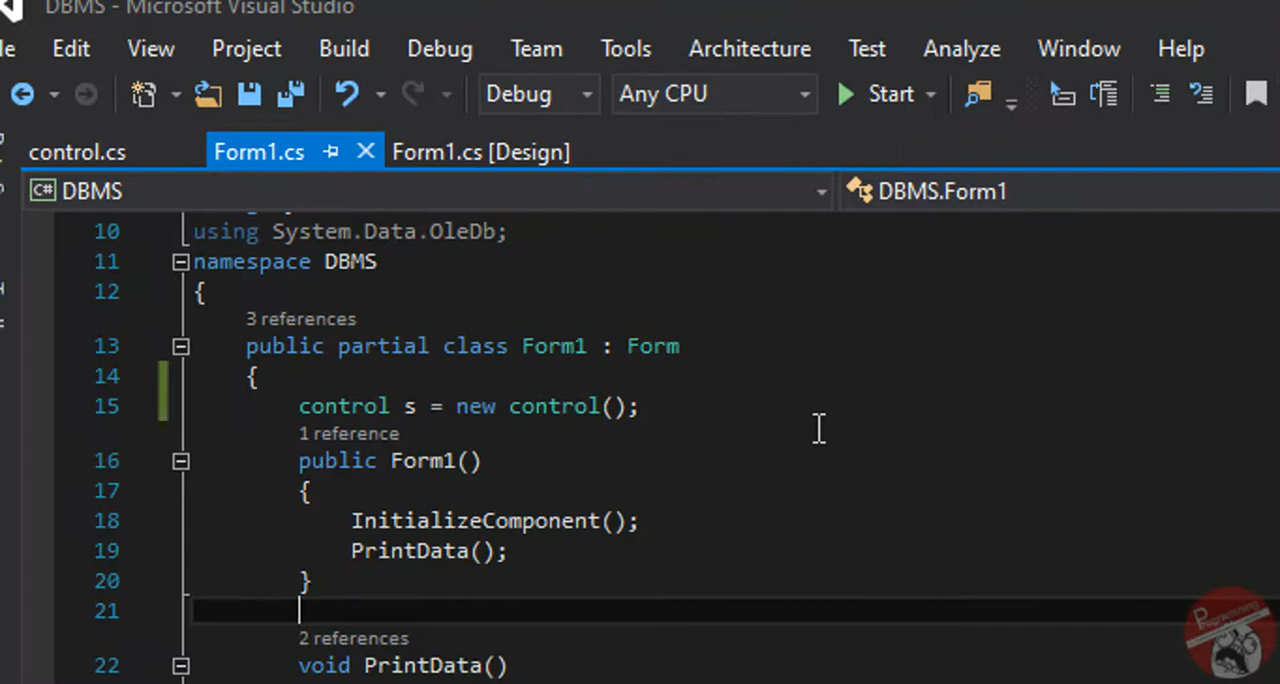 DBMS - Microsoft Visual Studio
le Edit View Project Build Debug Team Tools Architecture Test Analyze Window Help
Debug Any CPU Start
control.cs Form1.cs Form1.cs [Design]
C# DBMS DBMS.Form1
10 using System.Data.OleDb;
11 namespace DBMS
12 {
3 references
13 public partial class Form1 : Form
14 {
15 control s = new control();
1 reference
16 public Form1()
17 {
18 InitializeComponent();
19 PrintData();
20 }
21
2 references
22 void PrintData()